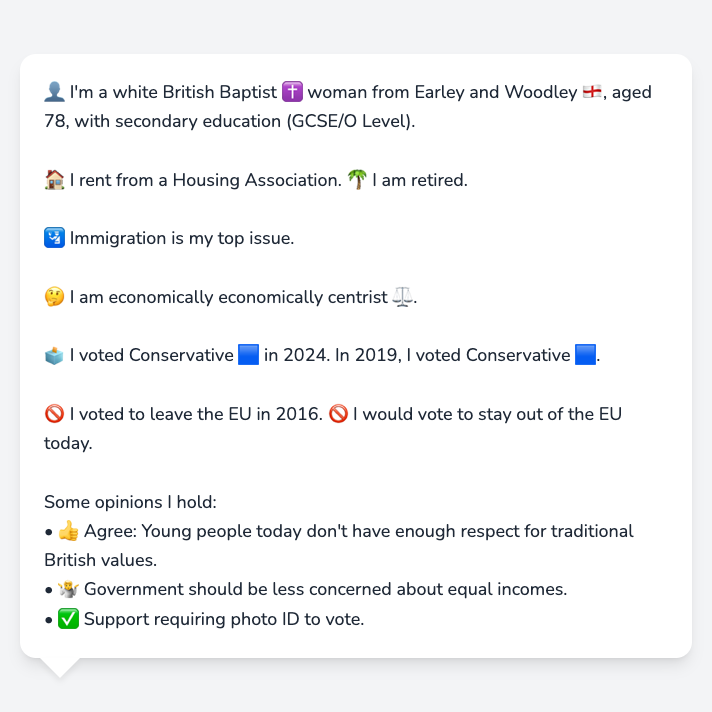 👤 I'm a white British Baptist ✝️ woman from Earley and Woodley 🏴󠁧󠁢󠁥󠁮󠁧󠁿, aged
78, with secondary education (GCSE/O Level).
🏠 I rent from a Housing Association. 🌴 I am retired.
🛂 Immigration is my top issue.
🤔 I am economically economically centrist ⚖️.
🗳️ I voted Conservative 🟦 in 2024. In 2019, I voted Conservative 🟦.
🚫 I voted to leave the EU in 2016. 🚫 I would vote to stay out of the EU
today.
Some opinions I hold:
• 👍 Agree: Young people today don't have enough respect for traditional
British values.
• 🤷 Government should be less concerned about equal incomes.
• ✅ Support requiring photo ID to vote.